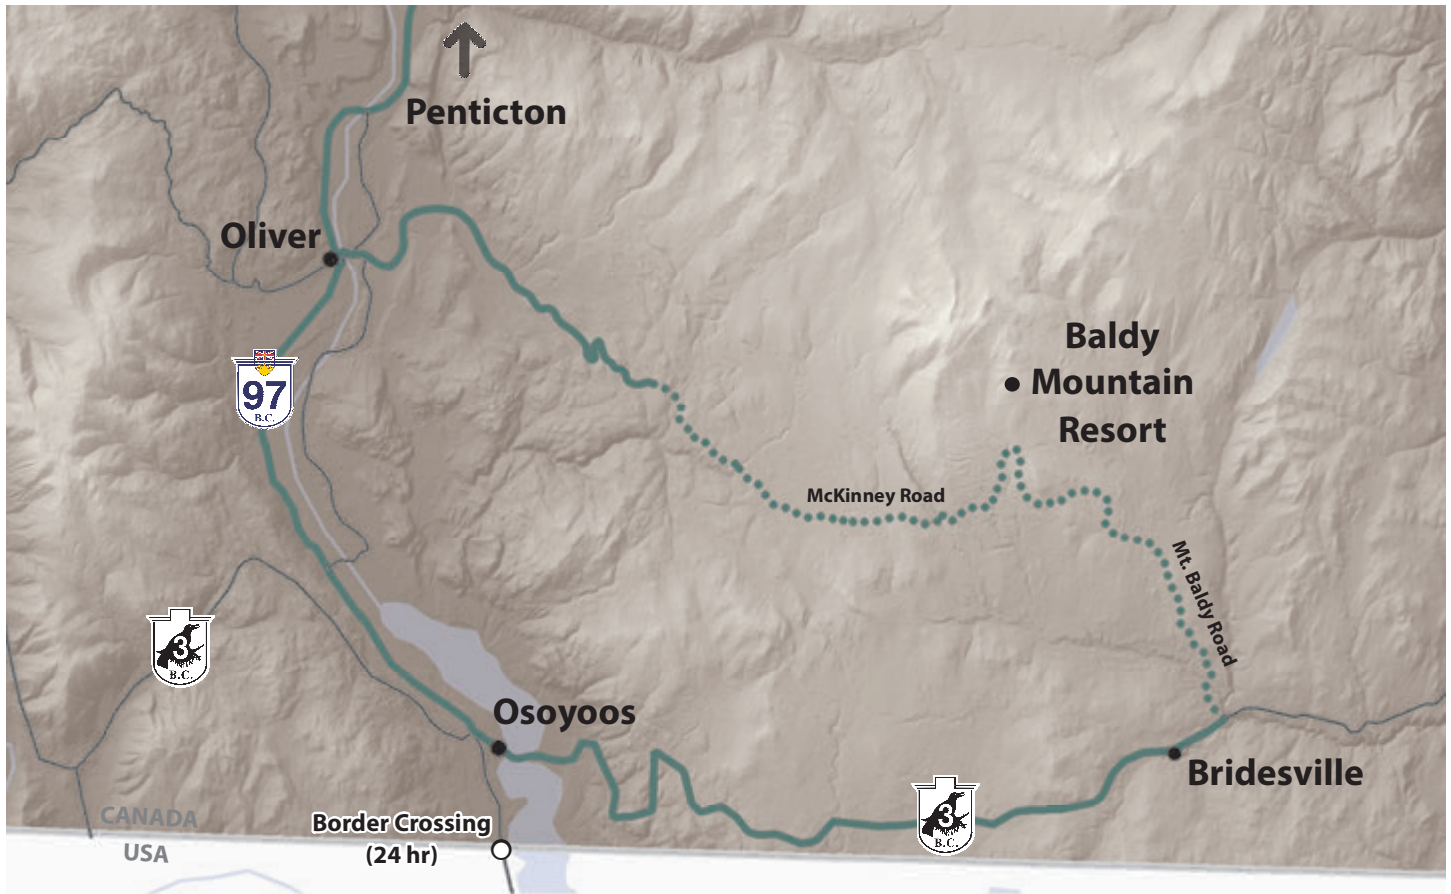 Penticton
Oliver
97
B.C.
Baldy
Mountain
Resort
McKinney Road
Mt. Baldy Road
3
B.C.
Osoyoos
Bridesville
3
B.C.
CANADA
USA
Border Crossing
(24 hr)